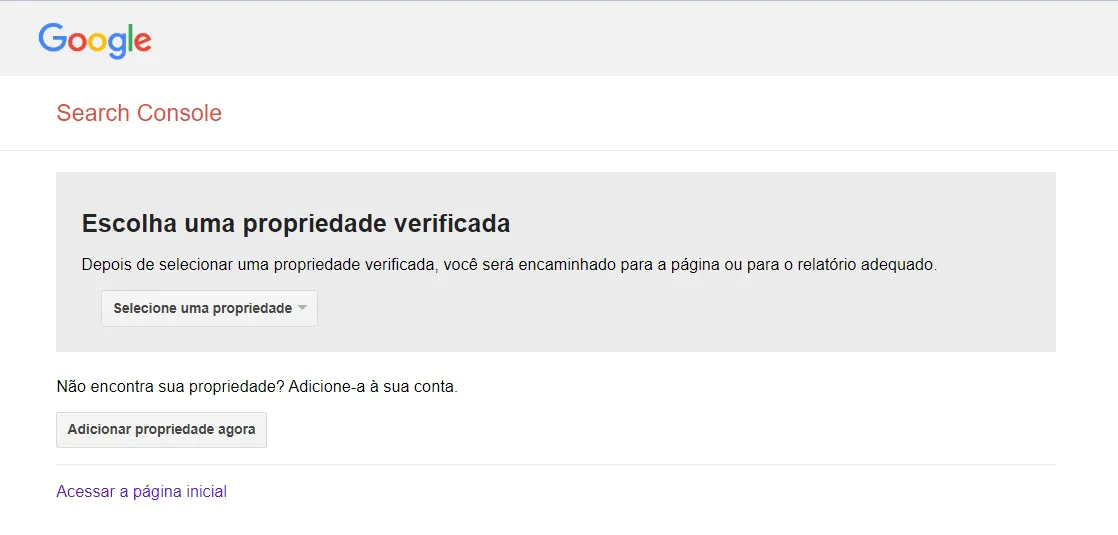 Google
Search Console
Escolha uma propriedade verificada
Depois de selecionar uma propriedade verificada, você será encaminhado para a página ou para o relatório adequado.
Selecione uma propriedade
Não encontra sua propriedade? Adicione-a à sua conta.
Adicionar propriedade agora
Acessar a página inicial